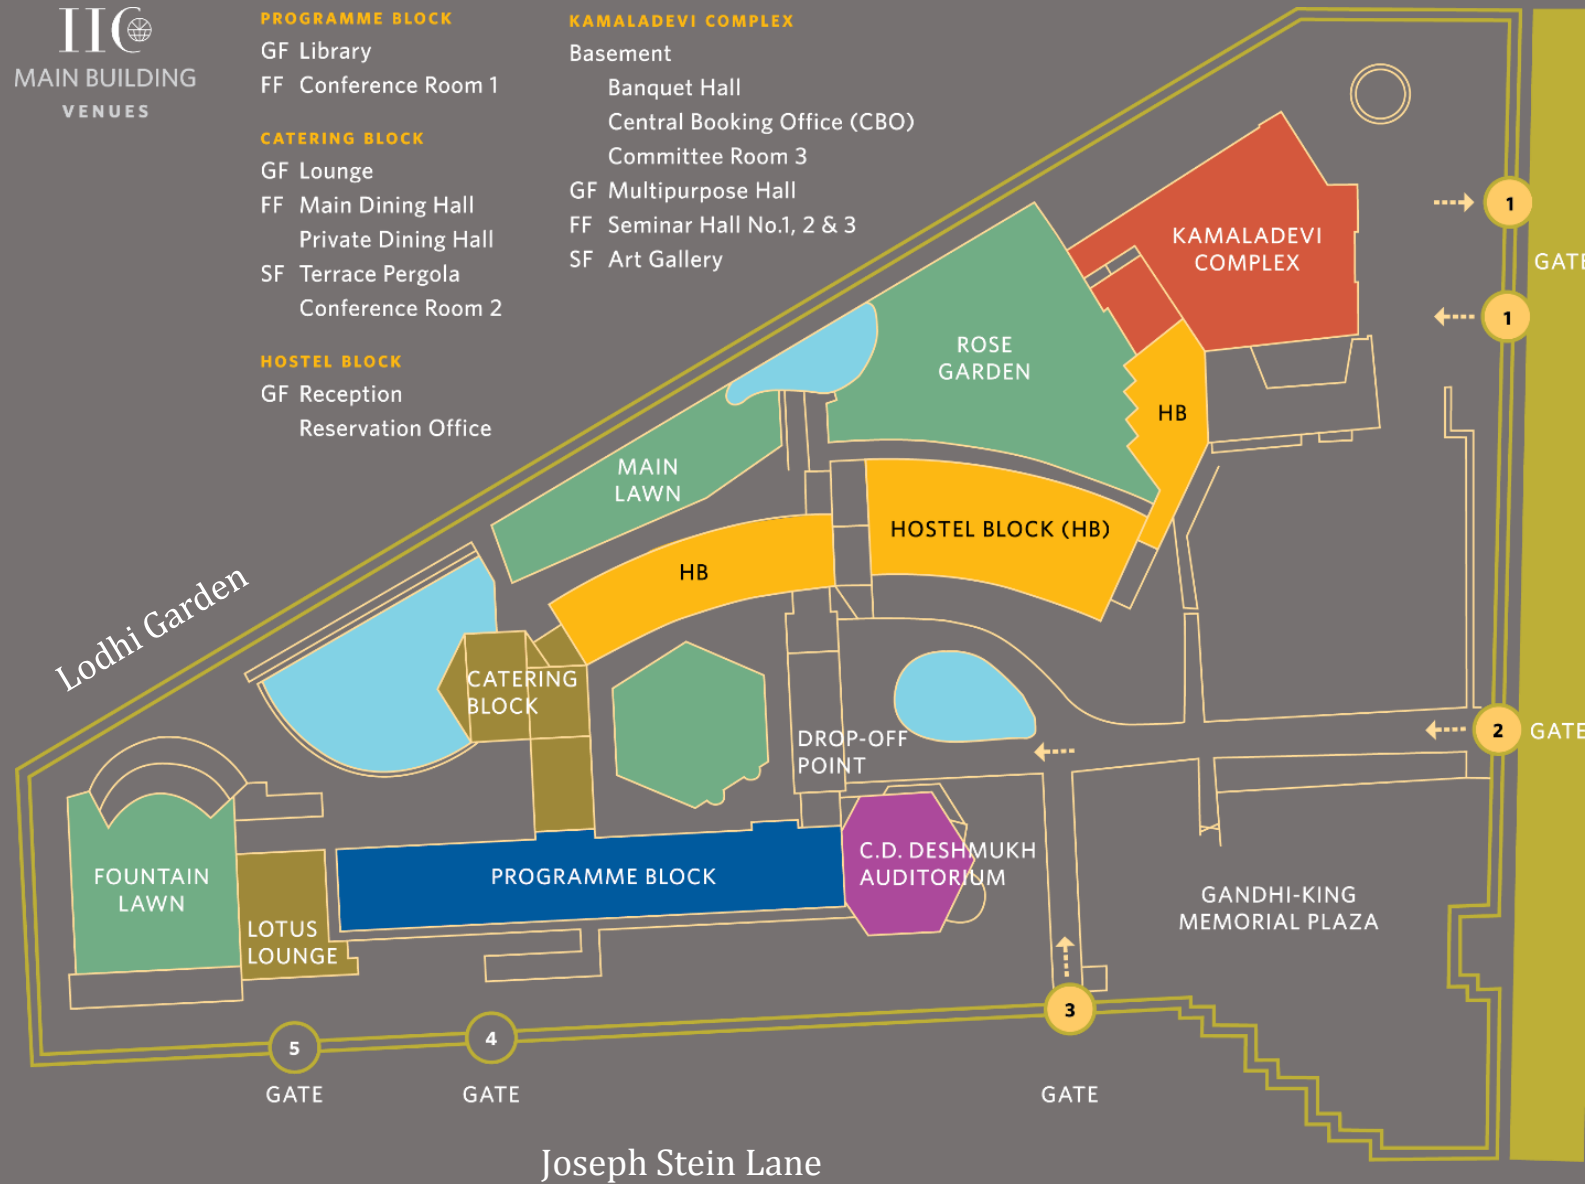 IIC
MAIN BUILDING
VENUES
PROGRAMME BLOCK
GF Library
FF Conference Room 1
CATERING BLOCK
GF Lounge
FF Main Dining Hall
Private Dining Hall
SF Terrace Pergola
Conference Room 2
HOSTEL BLOCK
GF Reception
Reservation Office
KAMALADEVI COMPLEX
Basement
Banquet Hall
Central Booking Office (CBO)
Committee Room 3
GF Multipurpose Hall
FF Seminar Hall No.1, 2 & 3
SF Art Gallery
KAMALADEVI
COMPLEX
1
GATE
1
ROSE
GARDEN
HB
MAIN
LAWN
HOSTEL BLOCK (HB)
HB
Lodhi Garden
CATERING
BLOCK
DROP-OFF
POINT
2
GATE
C.D. DESHMUKH
AUDITORIUM
PROGRAMME BLOCK
FOUNTAIN
LAWN
LOTUS
LOUNGE
GANDHI-KING
MEMORIAL PLAZA
3
4
5
GATE
GATE
GATE
Joseph Stein Lane